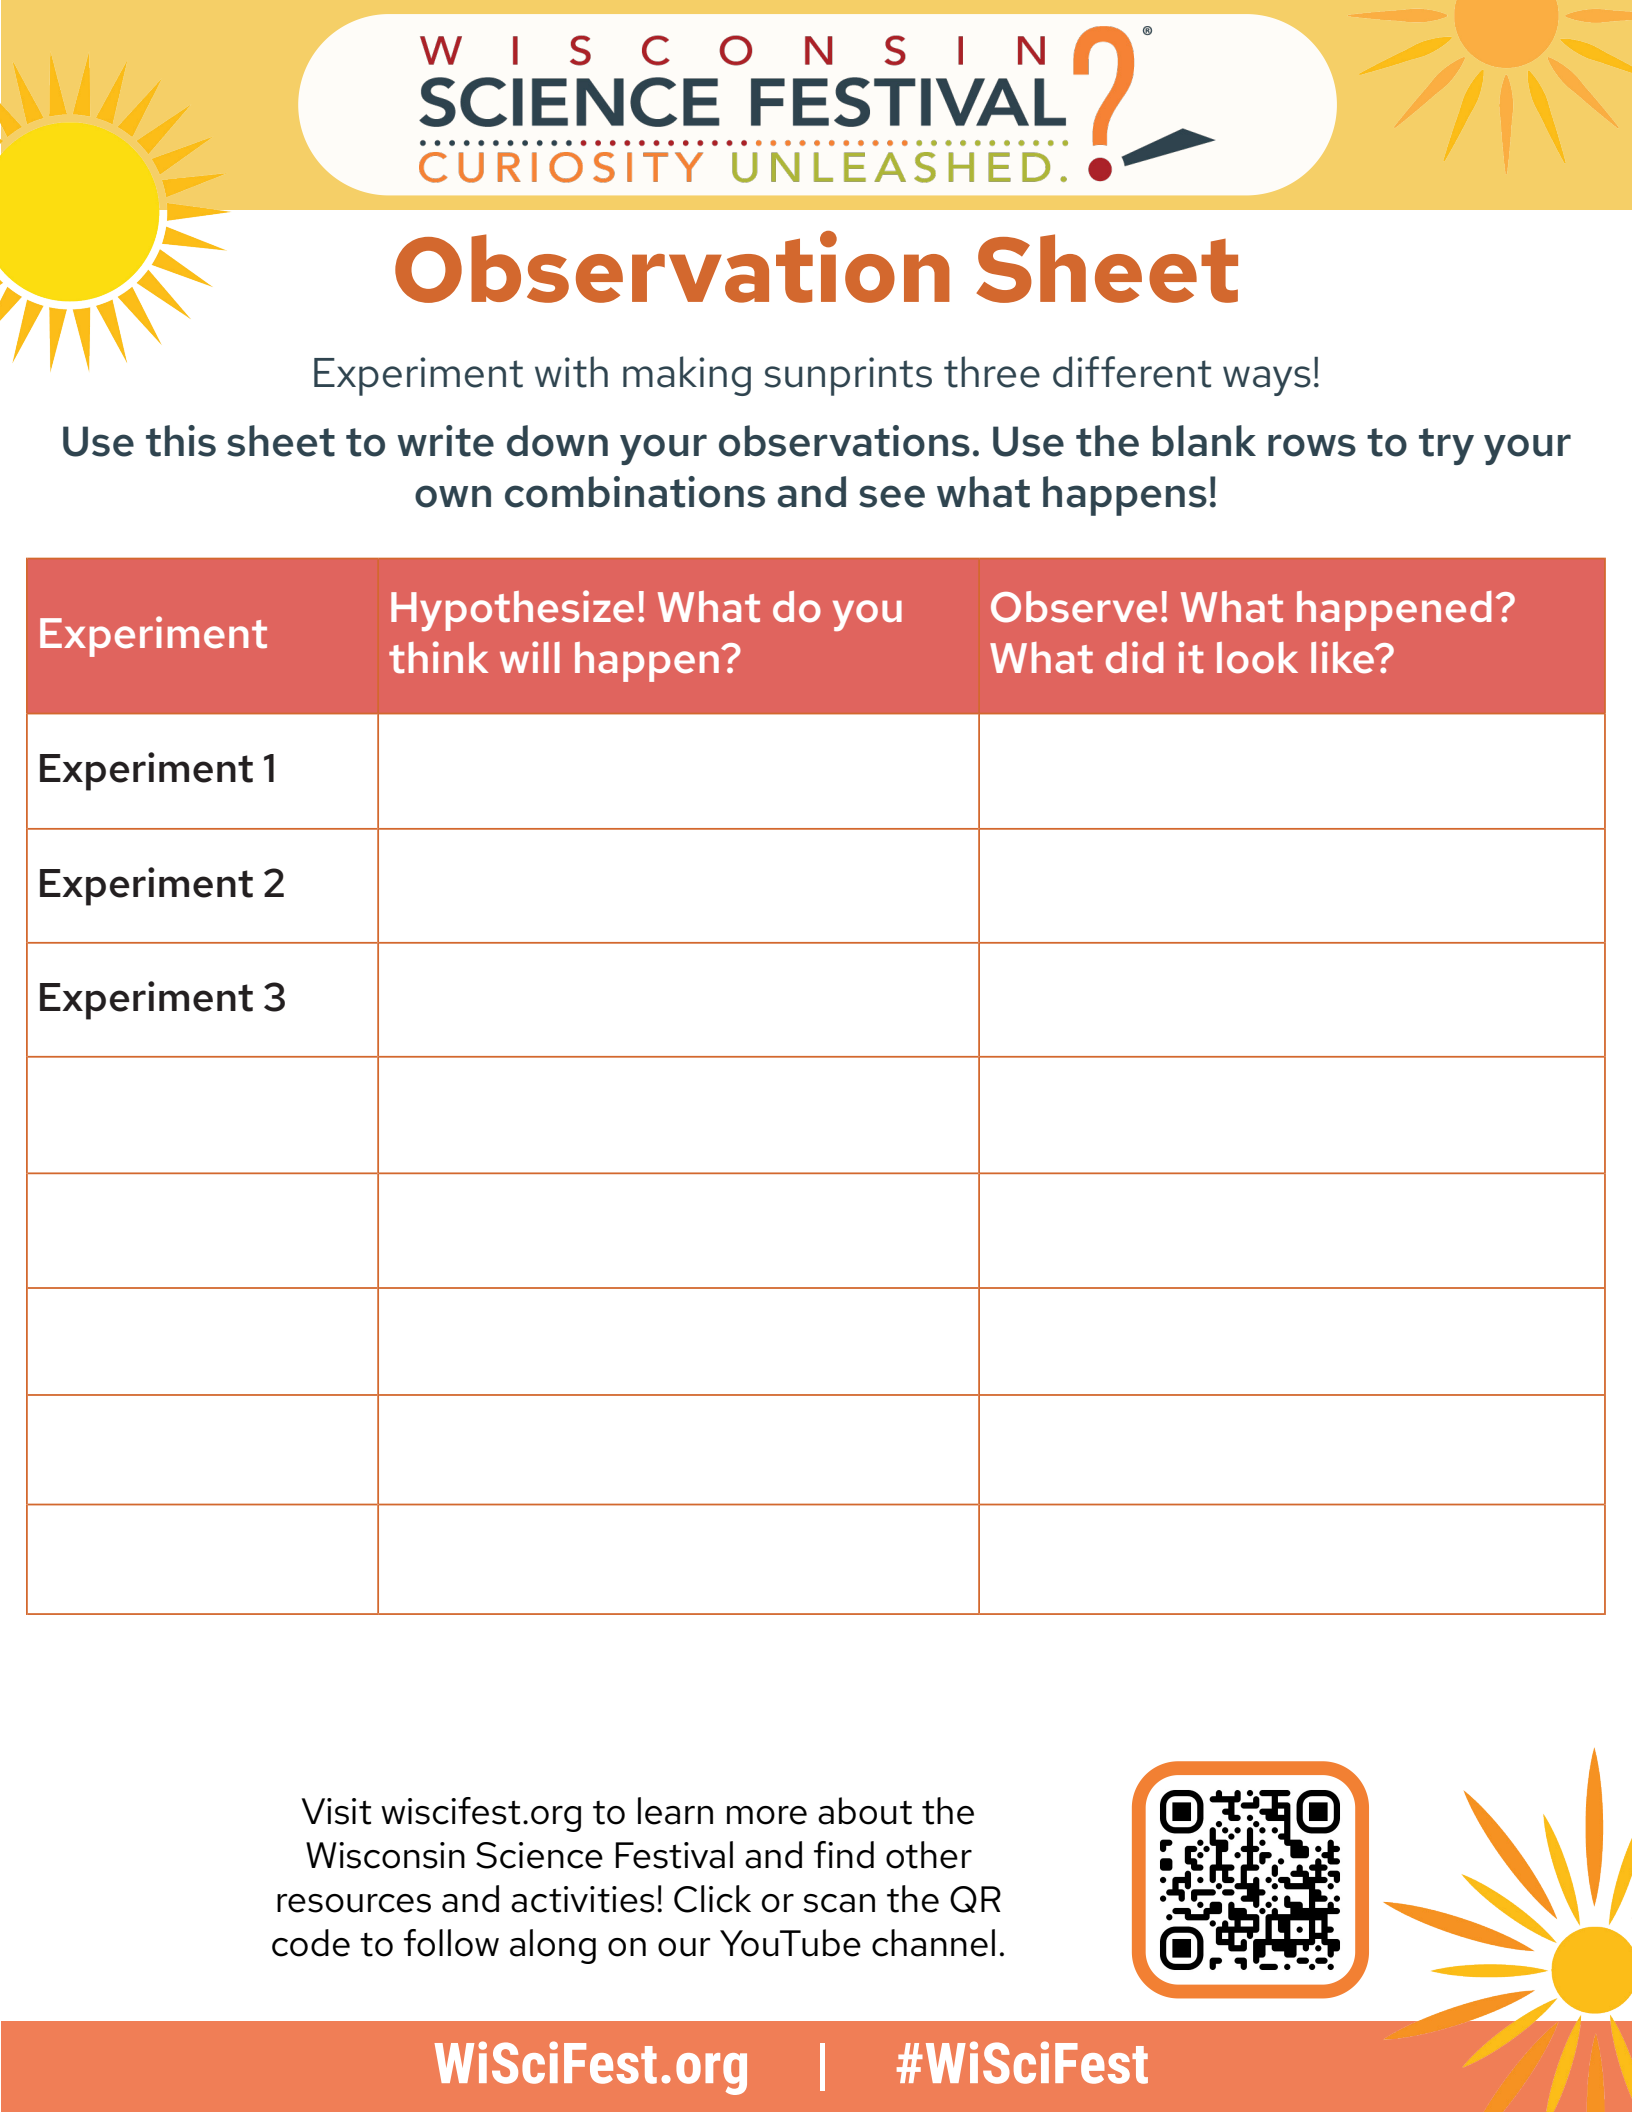 WISCONSIN
SCIENCE FESTIVAL ®
CURIOSITY UNLEASHED.
Observation Sheet
Experiment with making sunprints three different ways!
Use this sheet to write down your observations. Use the blank rows to try your
own combinations and see what happens!
Experiment
Hypothesize! What do you
think will happen?
Observe! What happened?
What did it look like?
Experiment 1
Experiment 2
Experiment 3
Visit wiscifest.org to learn more about the
Wisconsin Science Festival and find other
resources and activities! Click or scan the QR
code to follow along on our YouTube channel.
WiSciFest.org | #WiSciFest